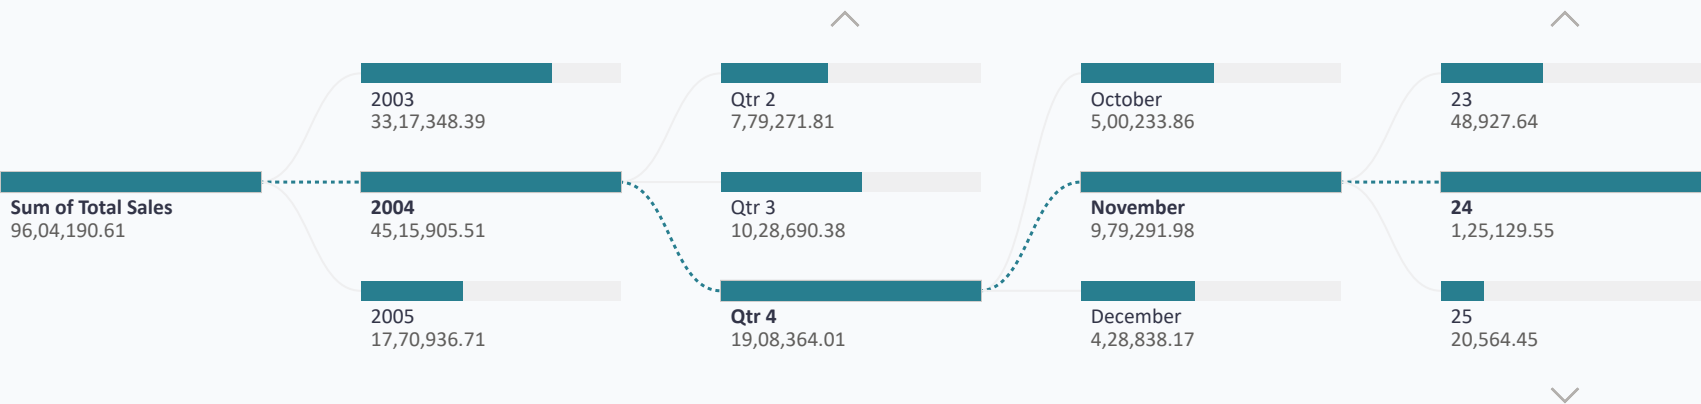 Sum of Total Sales
96,04,190.61
2003
33,17,348.39
2004
45,15,905.51
2005
17,70,936.71
Qtr 2
7,79,271.81
Qtr 3
10,28,690.38
Qtr 4
19,08,364.01
October
5,00,233.86
November
9,79,291.98
December
4,28,838.17
23
48,927.64
24
1,25,129.55
25
20,564.45